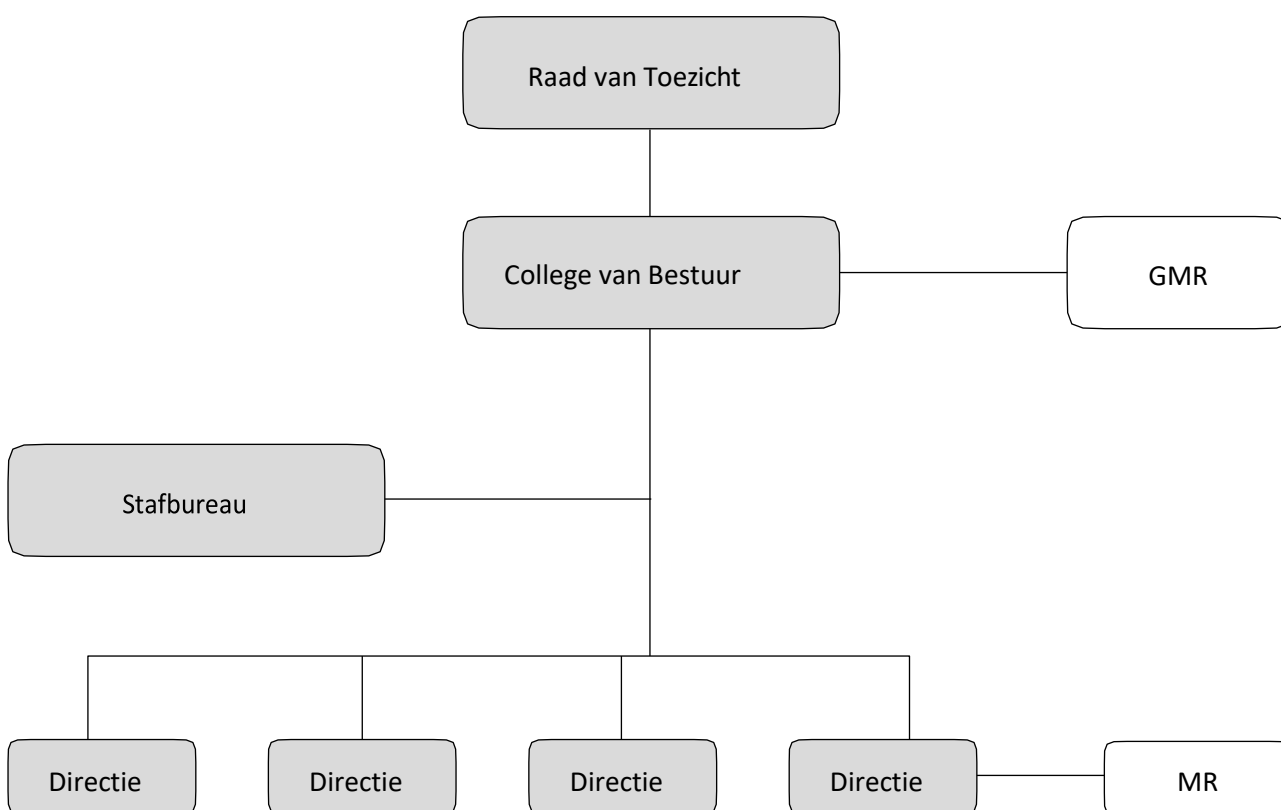 Raad van Toezicht
College van Bestuur
GMR
Stafbureau
Directie
Directie
Directie
Directie
MR